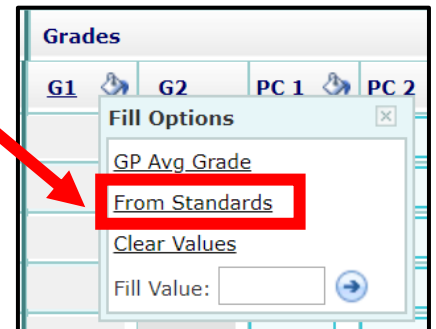 Grades
G1 G2 PC 1 PC 2
Fill Options
GP Avg Grade
From Standards
Clear Values
Fill Value: